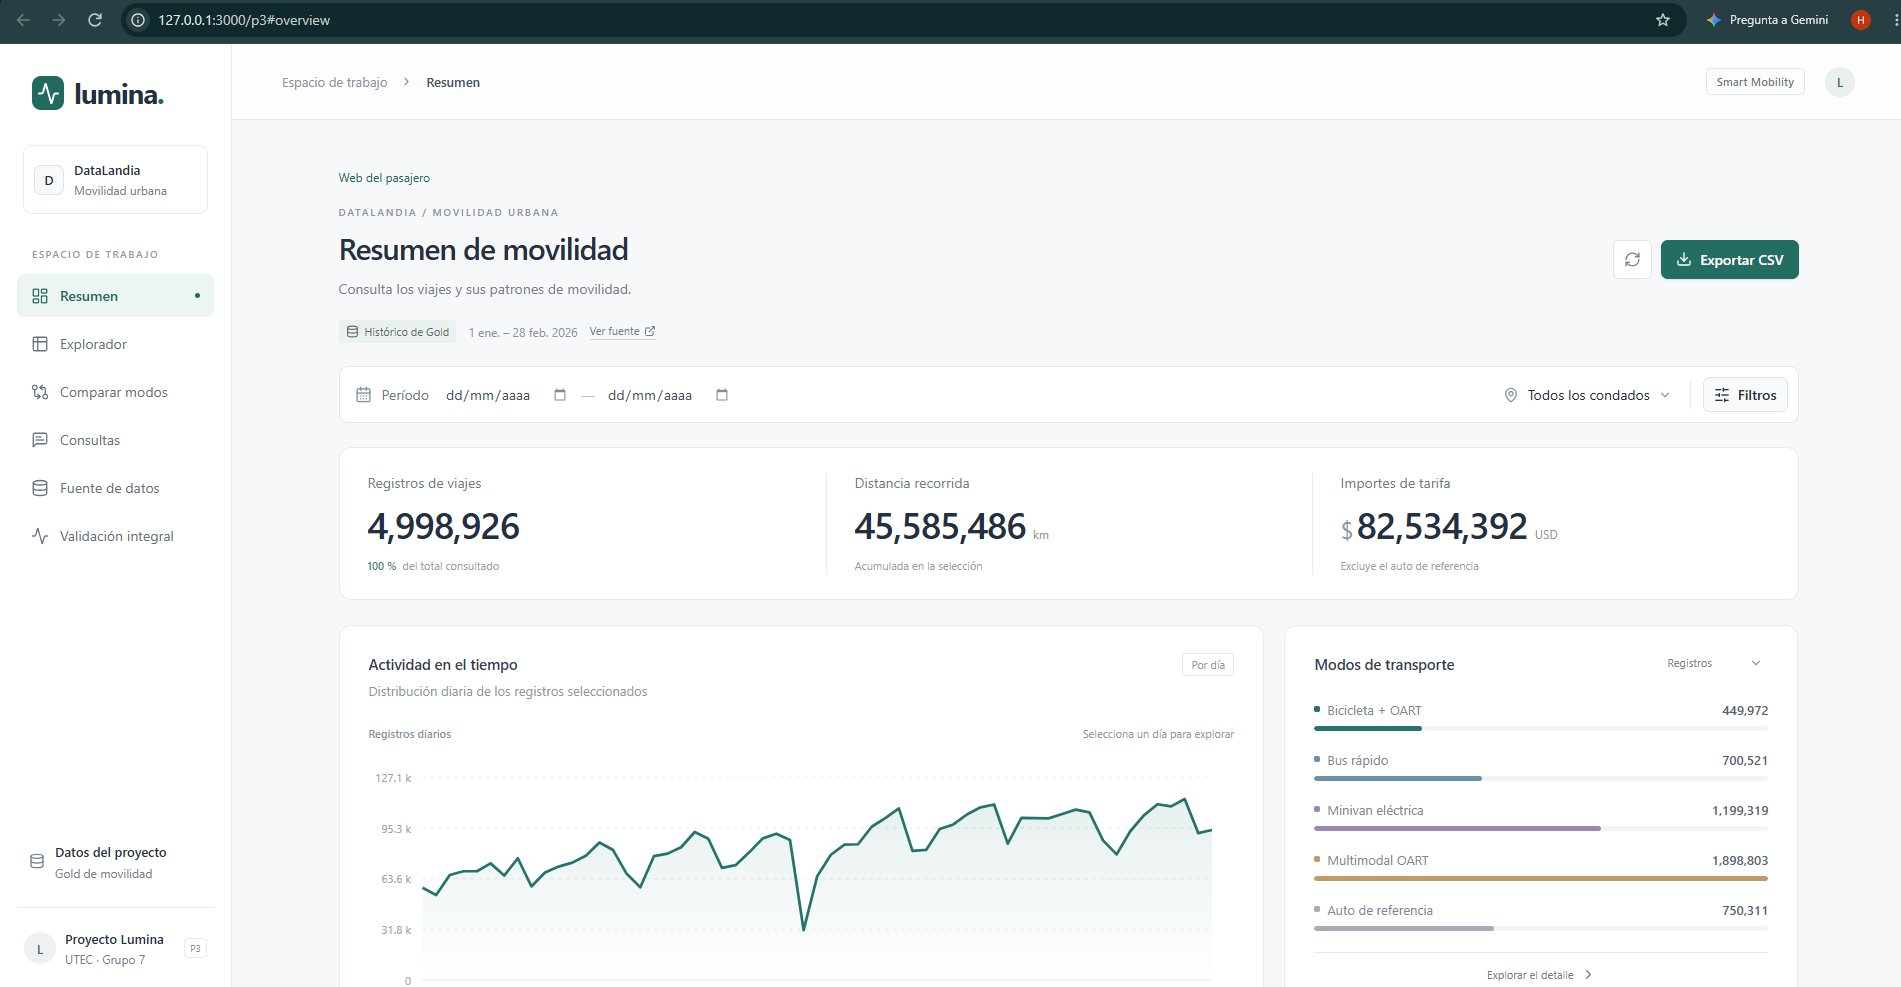 127.0.0.1:3000/p3#overview
Pregunta a Gemini
H
lumina.
Espacio de trabajo
Resumen
Smart Mobility
L
D
DataLandia
Movilidad urbana
ESPACIO DE TRABAJO
Resumen
Explorador
Comparar modos
Consultas
Fuente de datos
Validación integral
Datos del proyecto
Gold de movilidad
L
Proyecto Lumina
UTEC · Grupo 7
P3
Web del pasajero
DATALANDIA / MOVILIDAD URBANA
Resumen de movilidad
Consulta los viajes y sus patrones de movilidad.
Exportar CSV
Histórico de Gold
1 ene. – 28 feb. 2026
Ver fuente
Período
dd/mm/aaaa
—
dd/mm/aaaa
Todos los condados
Filtros
Registros de viajes
4,998,926
100 % del total consultado
Distancia recorrida
45,585,486 km
Acumulada en la selección
Importes de tarifa
$ 82,534,392 USD
Excluye el auto de referencia
Actividad en el tiempo
Por día
Distribución diaria de los registros seleccionados
Registros diarios
Selecciona un día para explorar
127.1 k
95.3 k
63.6 k
31.8 k
0
Modos de transporte
Registros
Bicicleta + OART
449,972
Bus rápido
700,521
Minivan eléctrica
1,199,319
Multimodal OART
1,898,803
Auto de referencia
750,311
Explorar el detalle